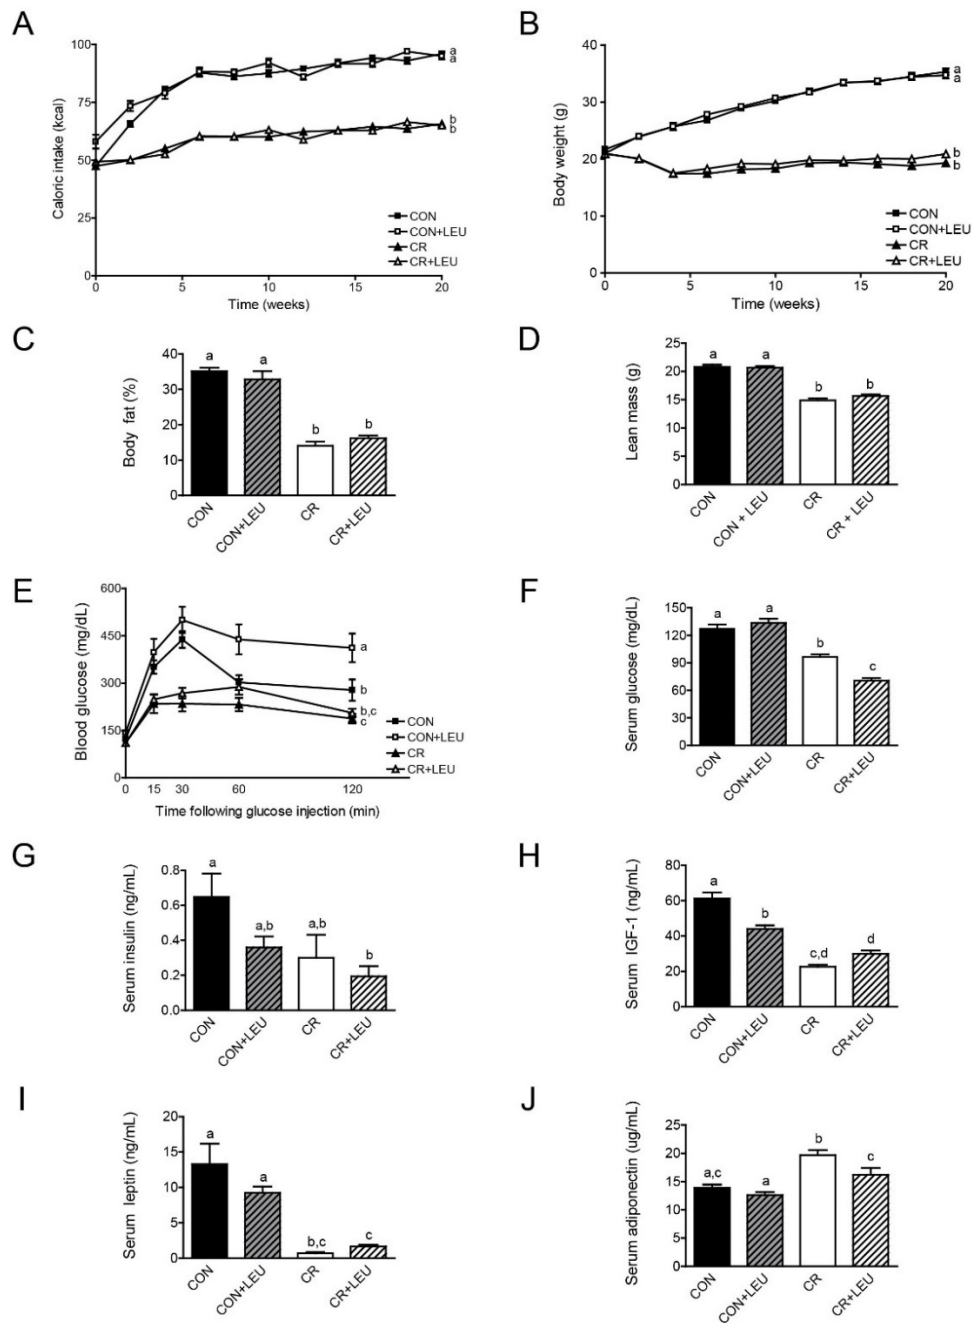 A
Caloric intake (kcal)
100
75
50
25
0
a
a
b
b
CON
CON+LEU
CR
CR+LEU
0 5 10 15 20
Time (weeks)
B
Body weight (g)
40
30
20
10
0
a
a
b
b
CON
CON+LEU
CR
CR+LEU
0 5 10 15 20
Time (weeks)
C
Body fat (%)
40
30
20
10
0
a a b b
CON CON+LEU CR CR+LEU
D
Lean mass (g)
25
20
15
10
5
0
a a b b
CON CON + LEU CR CR + LEU
E
Blood glucose (mg/dL)
600
450
300
150
0
a
b
b,c
c
CON
CON+LEU
CR
CR+LEU
0 15 30 60 120
Time following glucose injection (min)
F
Serum glucose (mg/dL)
150
120
90
60
30
0
a a b c
CON CON+LEU CR CR+LEU
G
Serum insulin (ng/mL)
0.8
0.6
0.4
0.2
0.0
a a,b a,b b
CON CON+LEU CR CR+LEU
H
Serum IGF-1 (ng/mL)
80
60
40
20
0
a b c,d d
CON CON+LEU CR CR+LEU
I
Serum leptin (ng/mL)
20
15
10
5
0
a a b,c c
CON CON+LEU CR CR+LEU
J
Serum adiponectin (ug/mL)
25
20
15
10
5
0
a,c a b c
CON CON+LEU CR CR+LEU